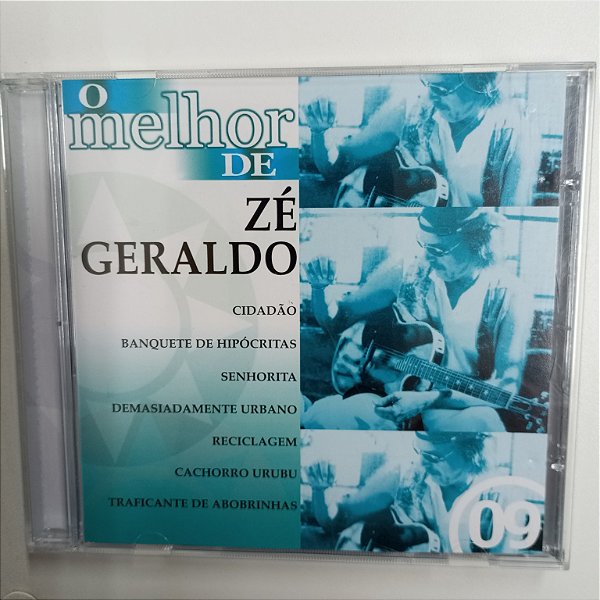 O
melhor
DE
ZÉ
GERALDO
CIDADÃO
BANQUETE DE HIPÓCRITAS
SENHORITA
DEMASIADAMENTE URBANO
RECICLAGEM
CACHORRO URUBU
TRAFICANTE DE ABOBRINHAS
09